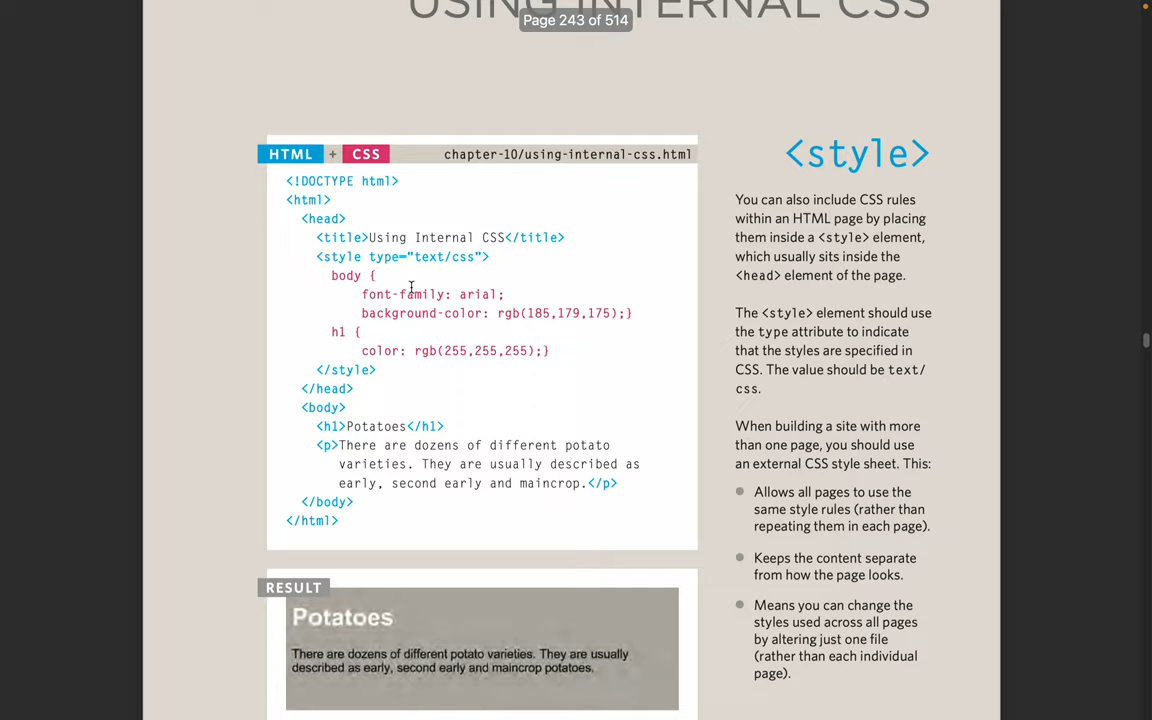 USING INTERNAL CSS
Page 243 of 514
HTML + CSS chapter-10/using-internal-css.html
<!DOCTYPE html>
<html>
<head>
<title>Using Internal CSS</title>
<style type="text/css">
body {
font-family: arial;
background-color: rgb(185,179,175);}
h1 {
color: rgb(255,255,255);}
</style>
</head>
<body>
<h1>Potatoes</h1>
<p>There are dozens of different potato
varieties. They are usually described as
early, second early and maincrop.</p>
</body>
</html>
RESULT
Potatoes
There are dozens of different potato varieties. They are usually
described as early, second early and maincrop potatoes.
<style>
You can also include CSS rules
within an HTML page by placing
them inside a <style> element,
which usually sits inside the
<head> element of the page.
The <style> element should use
the type attribute to indicate
that the styles are specified in
CSS. The value should be text/
css.
When building a site with more
than one page, you should use
an external CSS style sheet. This:
Allows all pages to use the
same style rules (rather than
repeating them in each page).
Keeps the content separate
from how the page looks.
Means you can change the
styles used across all pages
by altering just one file
(rather than each individual
page).